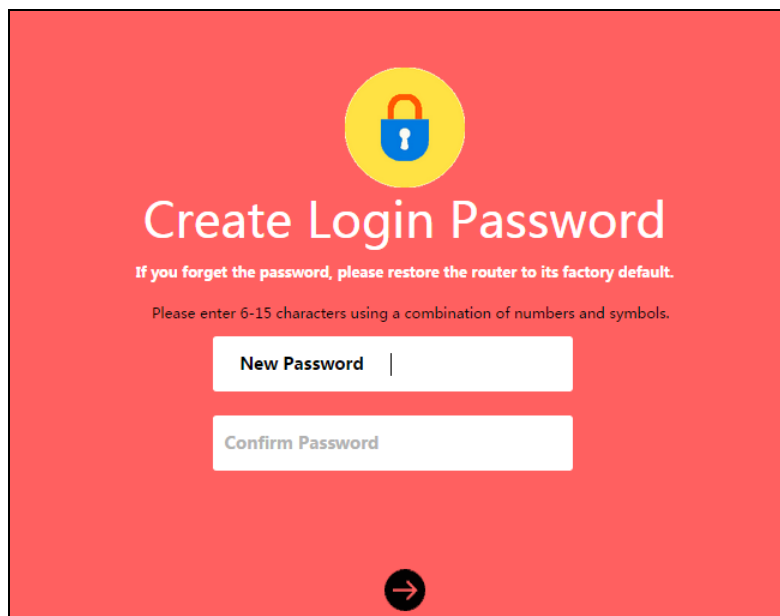 Create Login Password
If you forget the password, please restore the router to its factory default.
Please enter 6-15 characters using a combination of numbers and symbols.
New Password
Confirm Password